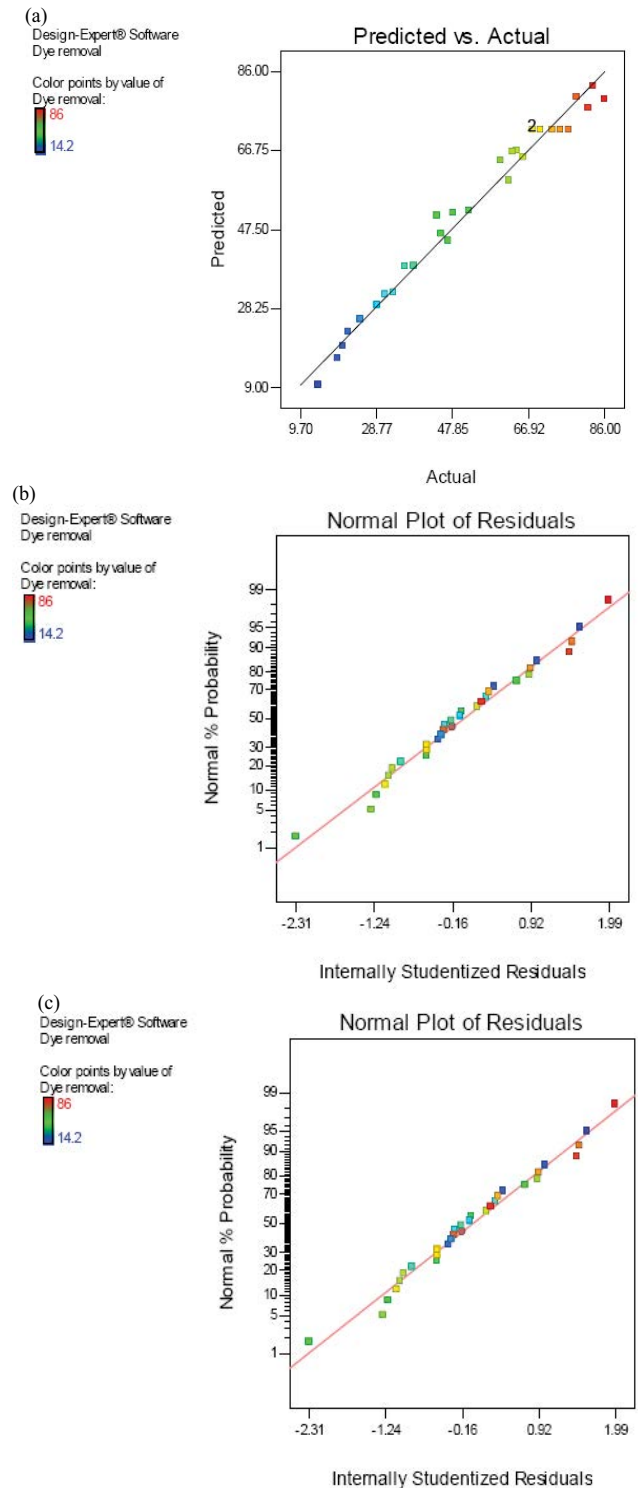 (a)
Design-Expert® Software
Dye removal
Color points by value of
Dye removal:
86
14.2
Predicted vs. Actual
2
Predicted
86.00
66.75
47.50
28.25
9.00
9.70 28.77 47.85 66.92 86.00
Actual
(b)
Design-Expert® Software
Dye removal
Color points by value of
Dye removal:
86
14.2
Normal Plot of Residuals
Normal % Probability
99
95
90
80
70
50
30
20
10
5
1
-2.31 -1.24 -0.16 0.92 1.99
Internally Studentized Residuals
(c)
Design-Expert® Software
Dye removal
Color points by value of
Dye removal:
86
14.2
Normal Plot of Residuals
Normal % Probability
99
95
90
80
70
50
30
20
10
5
1
-2.31 -1.24 -0.16 0.92 1.99
Internally Studentized Residuals